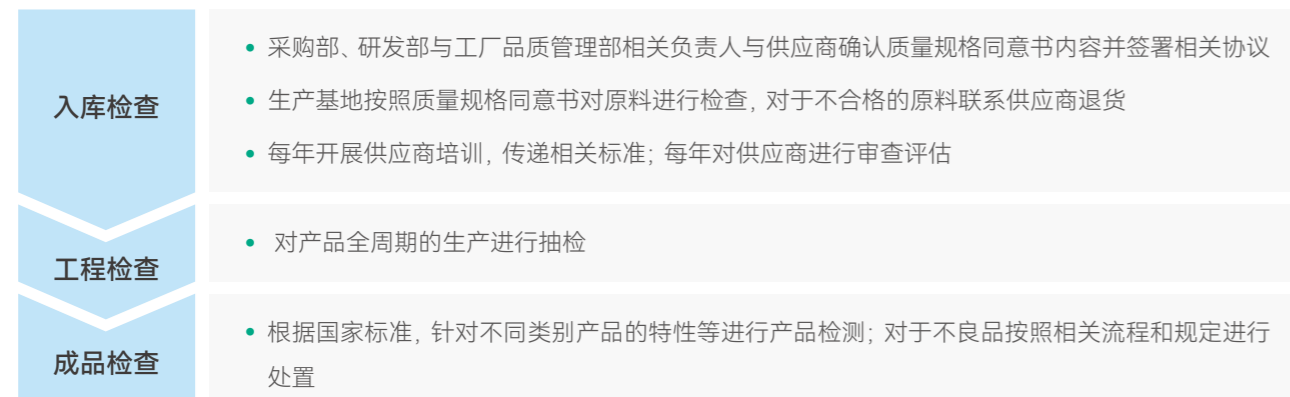 入库检查
• 采购部、研发部与工厂品质管理部相关负责人与供应商确认质量规格同意书内容并签署相关协议
• 生产基地按照质量规格同意书对原料进行检查, 对于不合格的原料联系供应商退货
• 每年开展供应商培训, 传递相关标准; 每年对供应商进行审查评估
工程检查
• 对产品全周期的生产进行抽检
成品检查
• 根据国家标准, 针对不同类别产品的特性等进行产品检测; 对于不良品按照相关流程和规定进行
处置